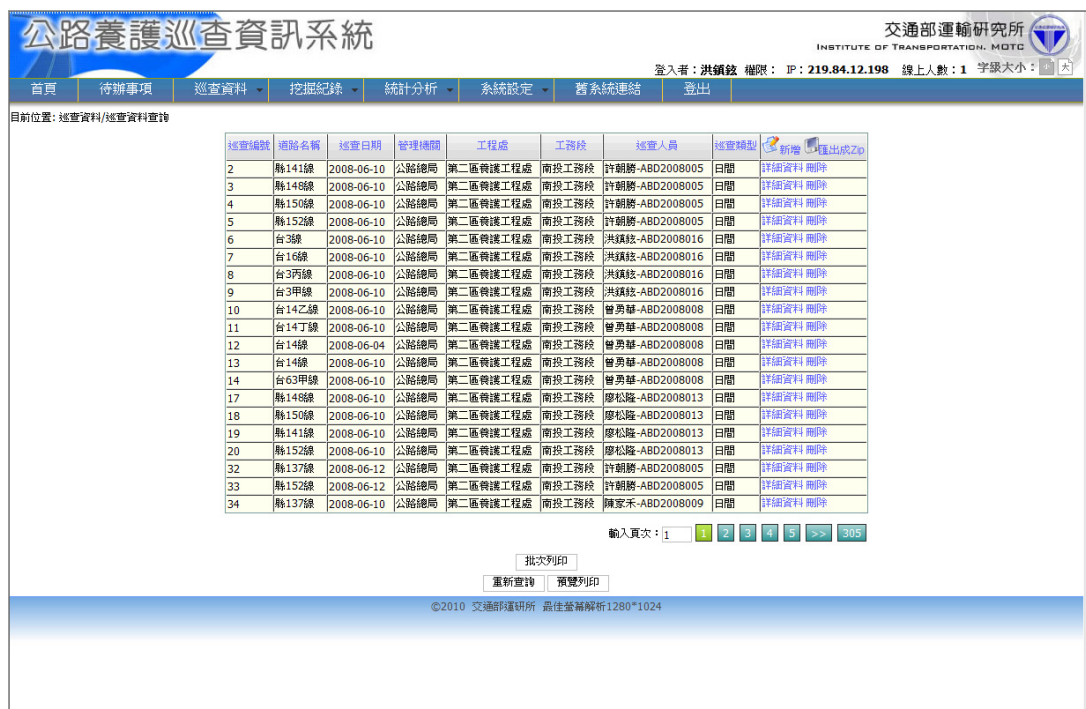 公路養護巡查資訊系統
交通部運輸研究所
INSTITUTE OF TRANSPORTATION. MOTC
登入者：洪鎮鉉 權限： IP：219.84.12.198 線上人數：1 字級大小： 中 大
首頁 待辦事項 巡查資料 挖掘紀錄 統計分析 系統設定 舊系統連結 登出
目前位置: 巡查資料/巡查資料查詢
巡查編號 道路名稱 巡查日期 管理機關 工程處 工務段 巡查人員 巡查類型 新增 匯出成Zip
2 縣141線 2008-06-10 公路總局 第二區養護工程處 南投工務段 許朝勝-ABD2008005 日間 詳細資料 刪除
3 縣148線 2008-06-10 公路總局 第二區養護工程處 南投工務段 許朝勝-ABD2008005 日間 詳細資料 刪除
4 縣150線 2008-06-10 公路總局 第二區養護工程處 南投工務段 許朝勝-ABD2008005 日間 詳細資料 刪除
5 縣152線 2008-06-10 公路總局 第二區養護工程處 南投工務段 許朝勝-ABD2008005 日間 詳細資料 刪除
6 台3線 2008-06-10 公路總局 第二區養護工程處 南投工務段 洪鎮鉉-ABD2008016 日間 詳細資料 刪除
7 台16線 2008-06-10 公路總局 第二區養護工程處 南投工務段 洪鎮鉉-ABD2008016 日間 詳細資料 刪除
8 台3丙線 2008-06-10 公路總局 第二區養護工程處 南投工務段 洪鎮鉉-ABD2008016 日間 詳細資料 刪除
9 台3甲線 2008-06-10 公路總局 第二區養護工程處 南投工務段 洪鎮鉉-ABD2008016 日間 詳細資料 刪除
10 台14乙線 2008-06-10 公路總局 第二區養護工程處 南投工務段 曾勇華-ABD2008008 日間 詳細資料 刪除
11 台14丁線 2008-06-10 公路總局 第二區養護工程處 南投工務段 曾勇華-ABD2008008 日間 詳細資料 刪除
12 台14線 2008-06-04 公路總局 第二區養護工程處 南投工務段 曾勇華-ABD2008008 日間 詳細資料 刪除
13 台14線 2008-06-10 公路總局 第二區養護工程處 南投工務段 曾勇華-ABD2008008 日間 詳細資料 刪除
14 台63甲線 2008-06-10 公路總局 第二區養護工程處 南投工務段 曾勇華-ABD2008008 日間 詳細資料 刪除
17 縣148線 2008-06-10 公路總局 第二區養護工程處 南投工務段 廖松隆-ABD2008013 日間 詳細資料 刪除
18 縣150線 2008-06-10 公路總局 第二區養護工程處 南投工務段 廖松隆-ABD2008013 日間 詳細資料 刪除
19 縣141線 2008-06-10 公路總局 第二區養護工程處 南投工務段 廖松隆-ABD2008013 日間 詳細資料 刪除
20 縣152線 2008-06-10 公路總局 第二區養護工程處 南投工務段 廖松隆-ABD2008013 日間 詳細資料 刪除
32 縣137線 2008-06-12 公路總局 第二區養護工程處 南投工務段 許朝勝-ABD2008005 日間 詳細資料 刪除
33 縣152線 2008-06-12 公路總局 第二區養護工程處 南投工務段 許朝勝-ABD2008005 日間 詳細資料 刪除
34 縣137線 2008-06-10 公路總局 第二區養護工程處 南投工務段 陳家禾-ABD2008009 日間 詳細資料 刪除
輸入頁次：1 1 2 3 4 5 >> 305
批次列印
重新查詢 預覽列印
©2010 交通部運研所 最佳螢幕解析1280*1024